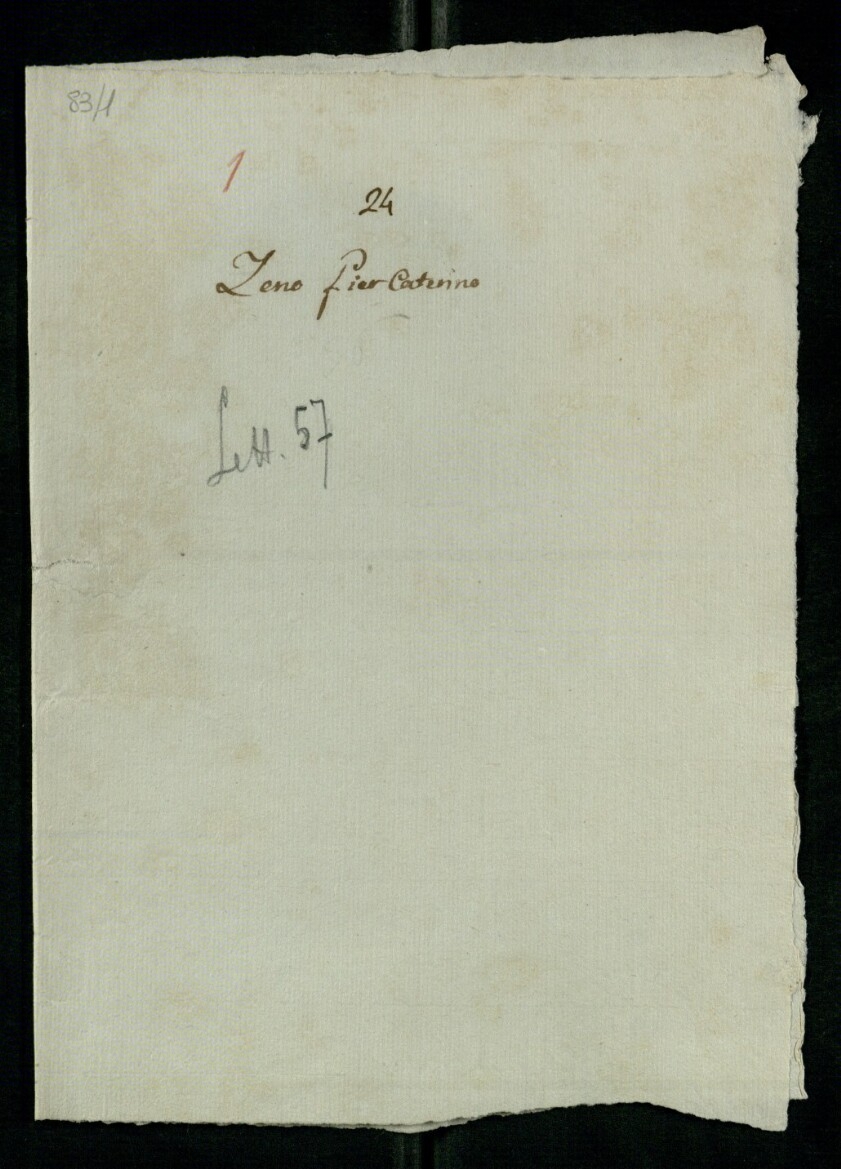 83/1
1
24
Zeno Pier Caterino
Lett. 57